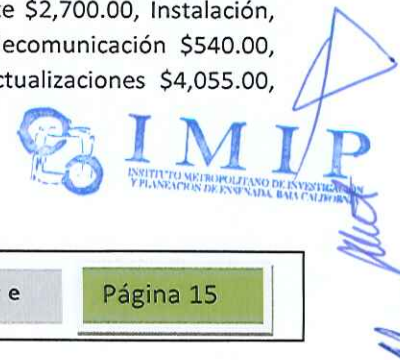 te $2,700.00, Instalación,
lecomunicación $540.00,
ctualizaciones $4,055.00,
IMIP
INSTITUTO METROPOLITANO DE INVESTIGACIÓN
Y PLANEACIÓN DE ENSENADA, BAJA CALIFORNIA
e
Página 15